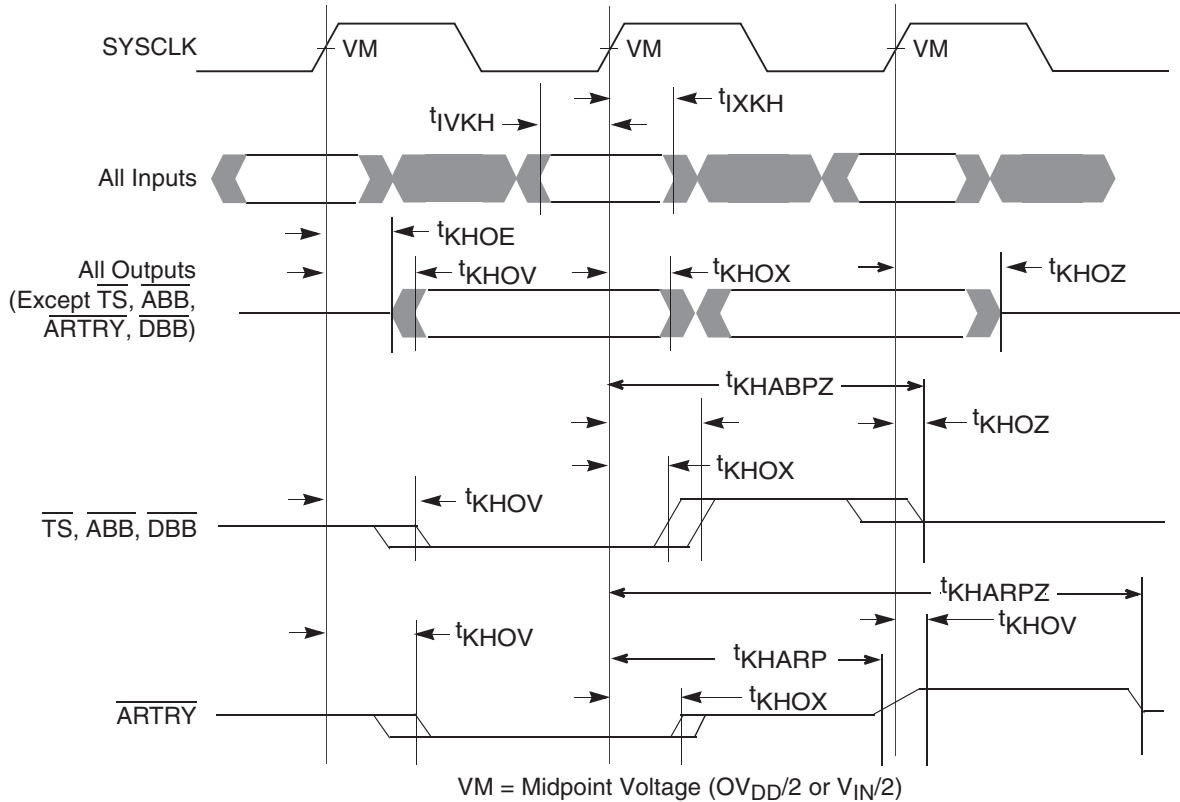 SYSCLK
VM
VM
VM
tIVKH
tIXKH
All Inputs
tKHOE
All Outputs
(Except TS, ABB,
ARTRY, DBB)
tKHOV
tKHOX
tKHOZ
tKHABPZ
tKHOZ
tKHOX
tKHOV
TS, ABB, DBB
tKHARPZ
tKHOV
tKHOV
tKHARP
tKHOX
ARTRY
VM = Midpoint Voltage (OVDD/2 or VIN/2)